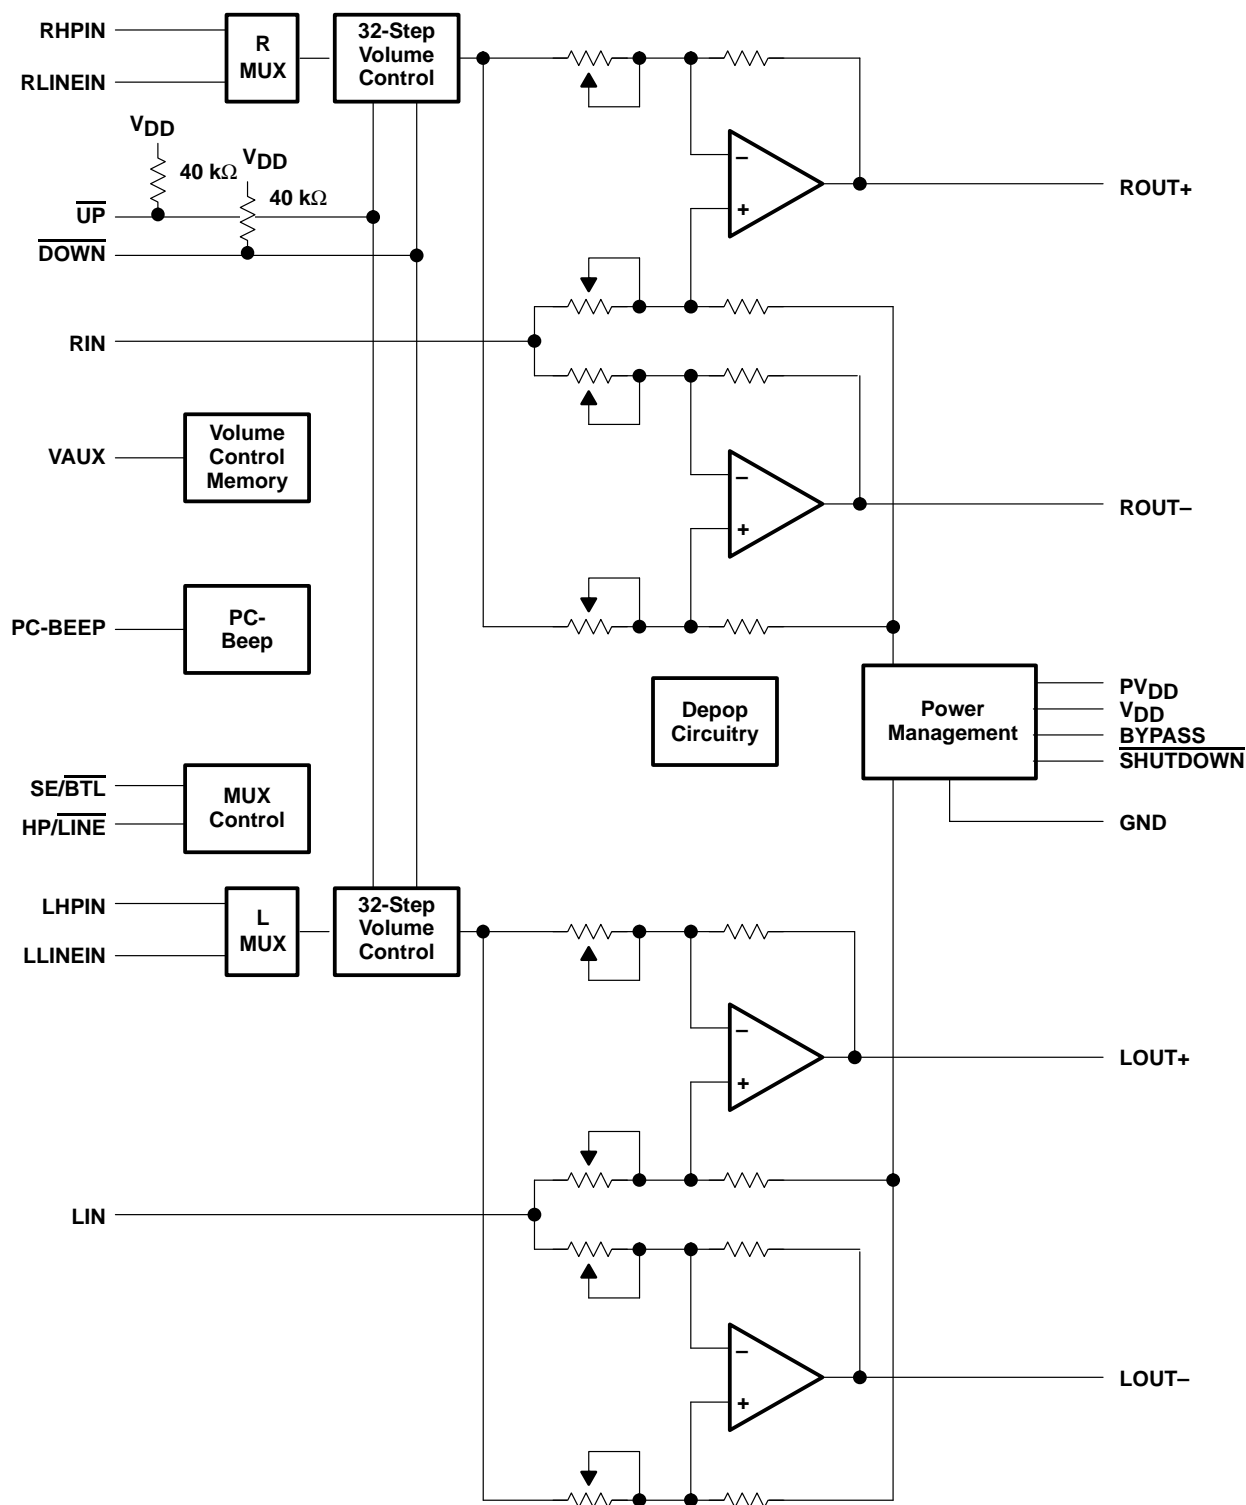 RHPIN
R
MUX
32-Step
Volume
Control
RLINEIN
VDD
40 kΩ
VDD
40 kΩ
UP
DOWN
–
+
ROUT+
RIN
VAUX
Volume
Control
Memory
–
+
ROUT–
PC-BEEP
PC-
Beep
Depop
Circuitry
Power
Management
PVDD
VDD
BYPASS
SHUTDOWN
GND
SE/BTL
HP/LINE
MUX
Control
LHPIN
L
MUX
32-Step
Volume
Control
LLINEIN
–
+
LOUT+
LIN
–
+
LOUT–